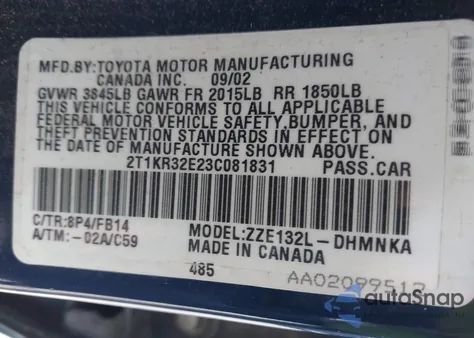 MFD.BY:TOYOTA MOTOR MANUFACTURING
CANADA INC. 09/02
GVWR 3845LB GAWR FR 2015LB RR 1850LB
THIS VEHICLE CONFORMS TO ALL APPLICABLE
FEDERAL MOTOR VEHICLE SAFETY,BUMPER, AND
THEFT PREVENTION STANDARDS IN EFFECT ON
THE DATE OF MANUFACTURE SHOWN ABOVE.
2T1KR32E23C081831 PASS.CAR
C/TR:8P4/FB14 MODEL:ZZE132L-DHMNKA
A/TM:-02A/C59 MADE IN CANADA
485 AA02099512
autoSnap